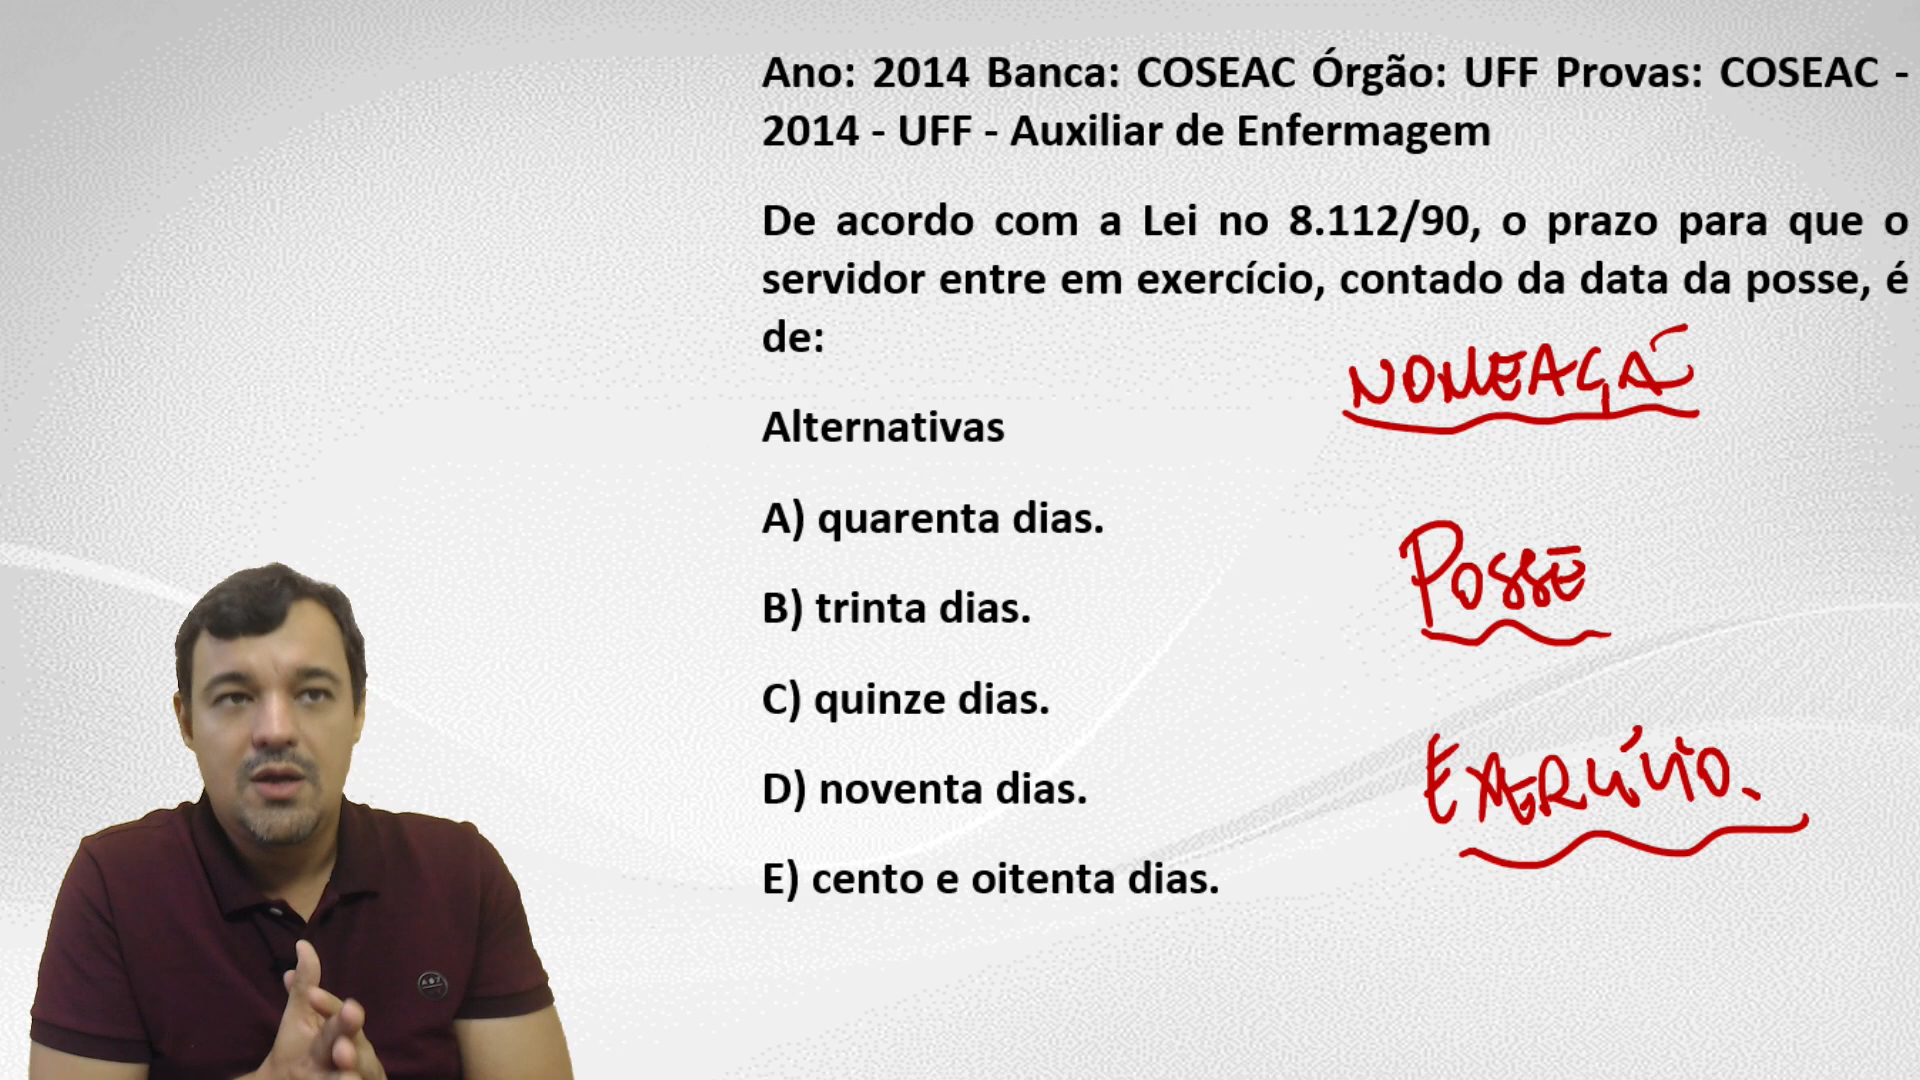 Ano: 2014 Banca: COSEAC Órgão: UFF Provas: COSEAC -
2014 - UFF - Auxiliar de Enfermagem
De acordo com a Lei no 8.112/90, o prazo para que o
servidor entre em exercício, contado da data da posse, é
de:
NOMEAÇÃ
Alternativas
A) quarenta dias.
POSSE
B) trinta dias.
C) quinze dias.
EXERCÍCIO.
D) noventa dias.
E) cento e oitenta dias.